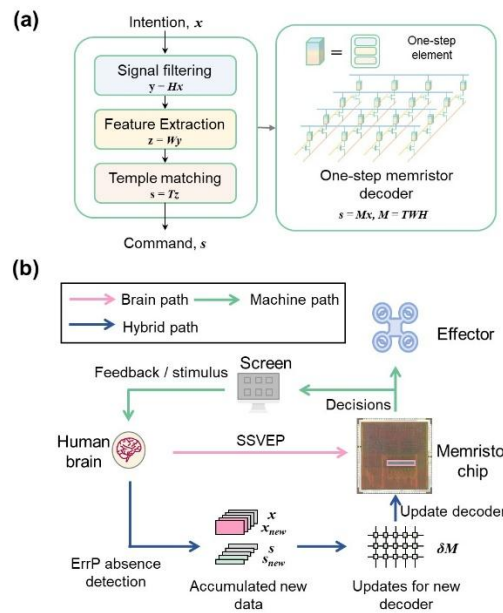 (a)
Intention, x
Signal filtering
y – Hx
Feature Extraction
z = Wy
Temple matching
s = Tz
Command, s
=
One-step
element
One-step memristor
decoder
s = Mx, M = TWH
(b)
Brain path
Machine path
Hybrid path
Effector
Screen
Feedback / stimulus
Decisions
Human
brain
SSVEP
Memristo
chip
Update decoder
ErrP absence
detection
x
xnew
s
snew
δM
Accumulated new
data
Updates for new
decoder